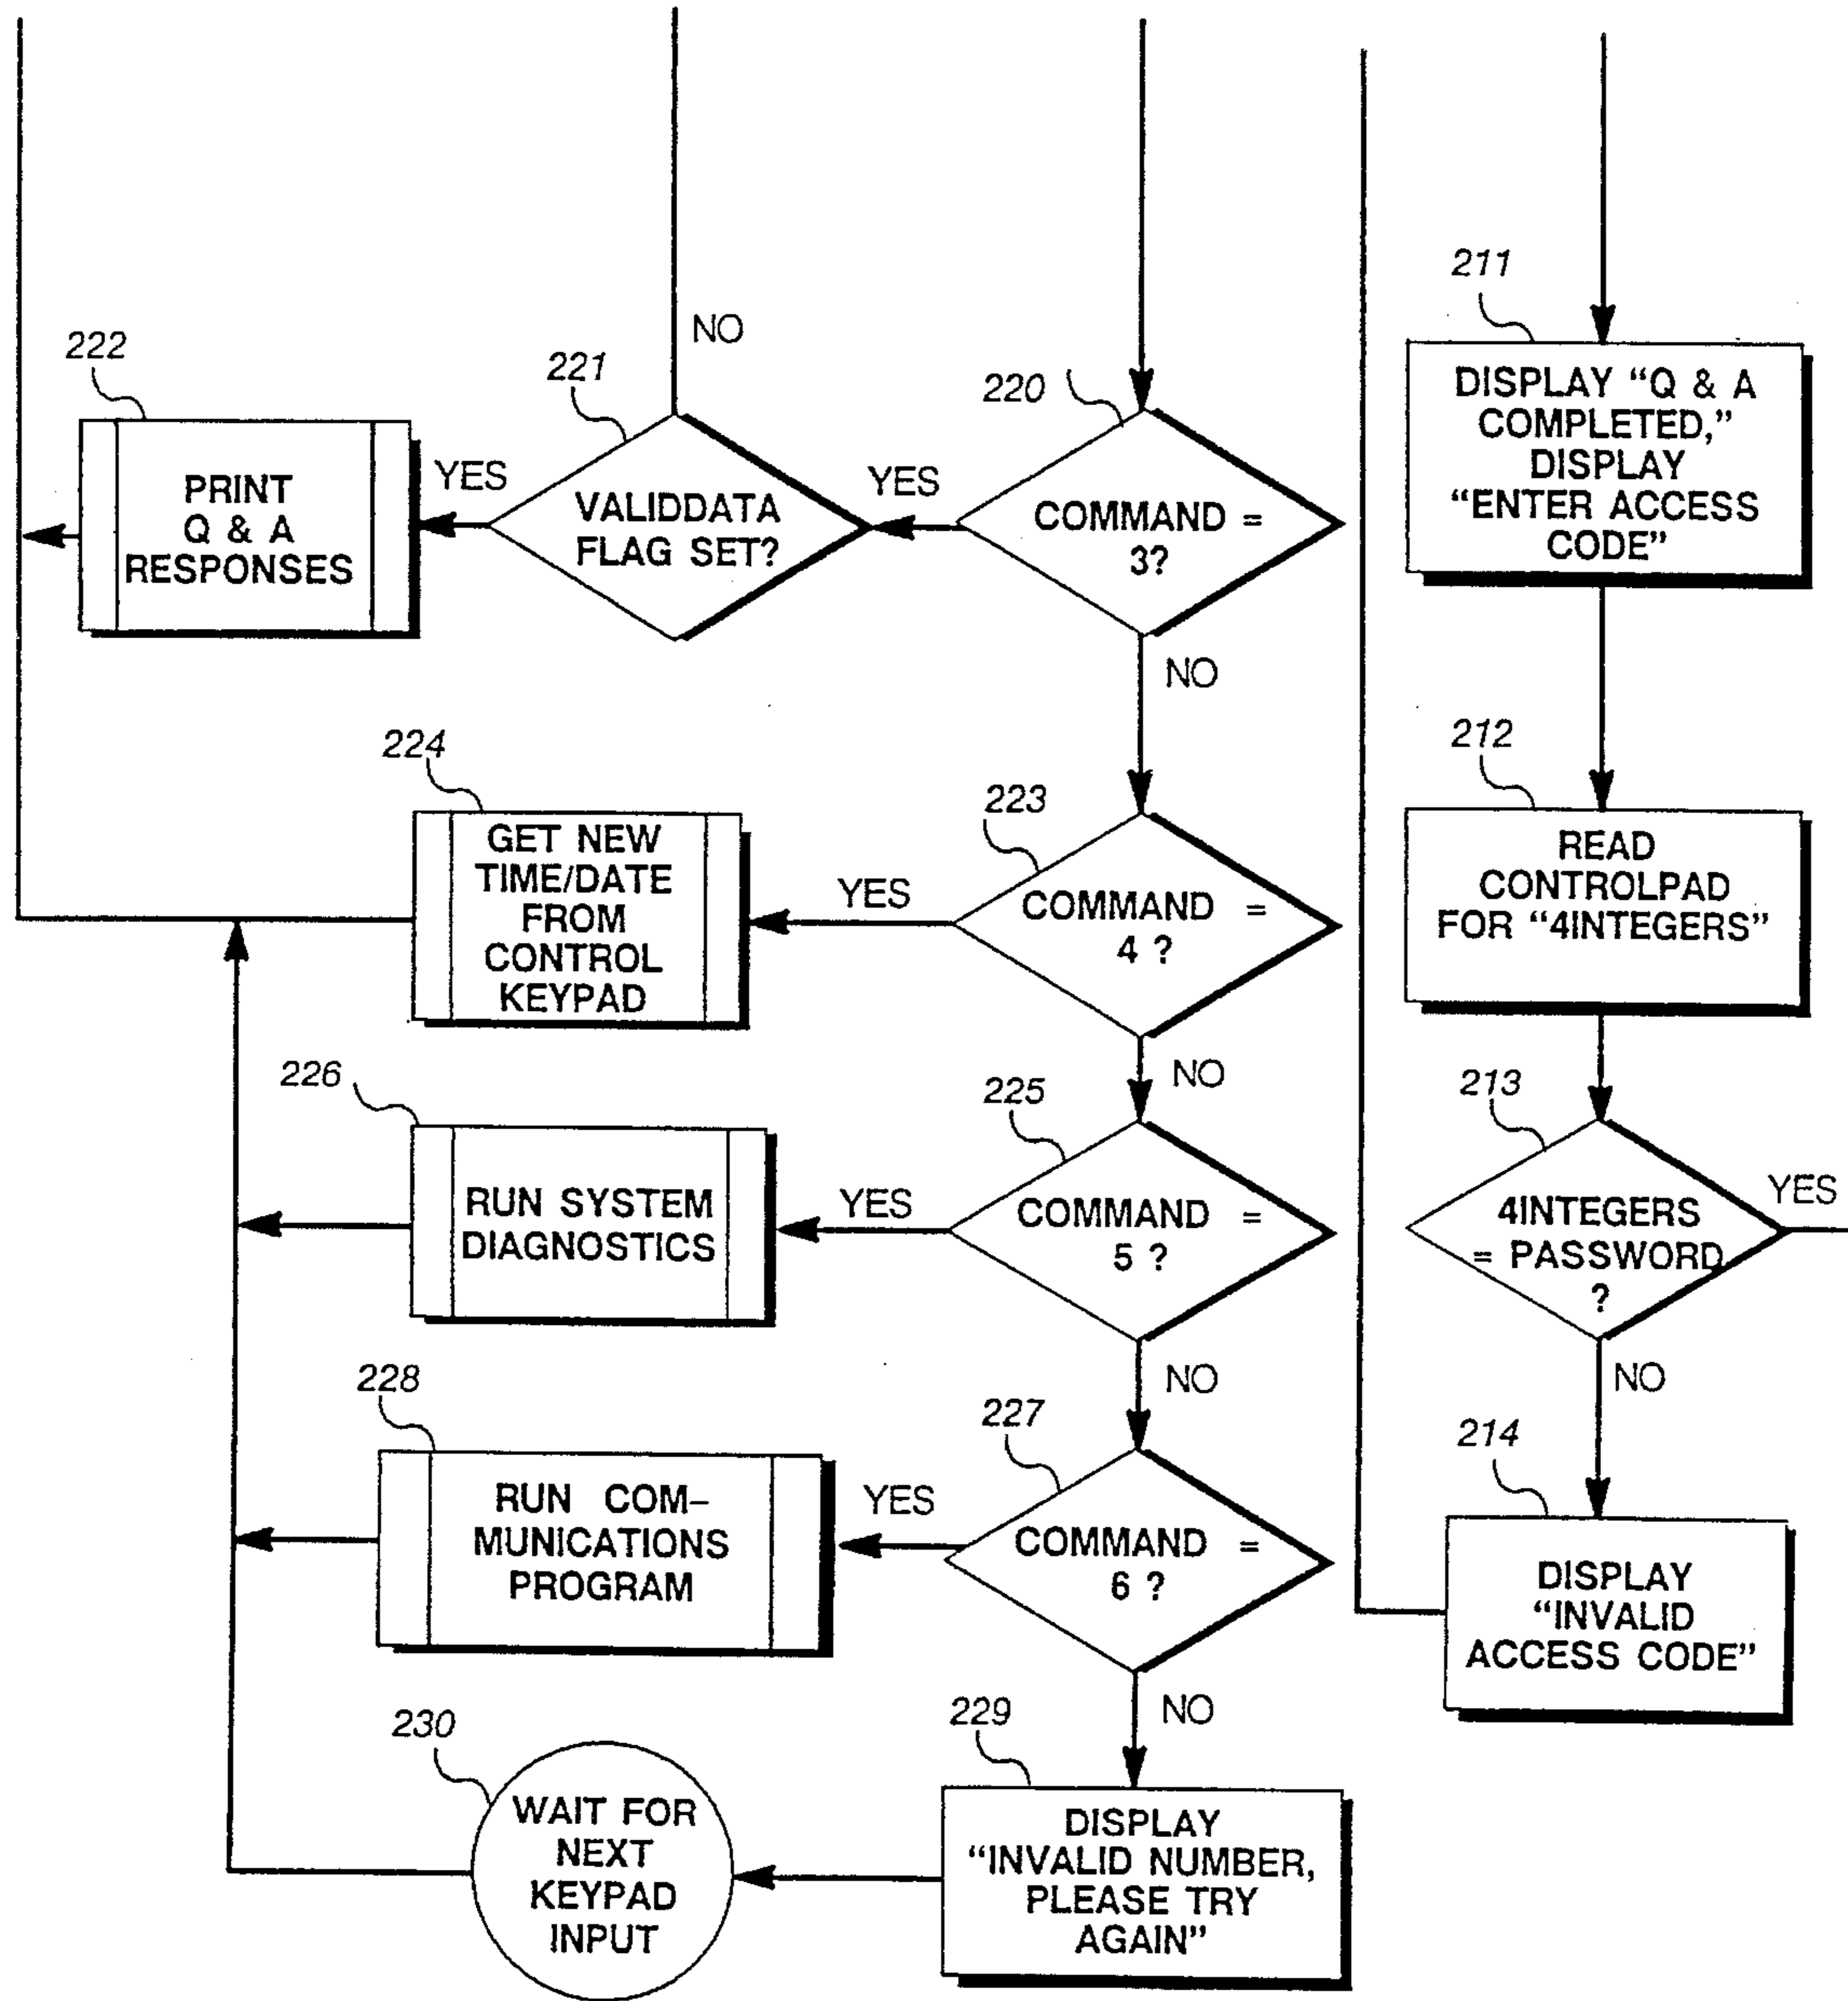 NO
222
221
220
PRINT
Q & A
RESPONSES
YES
VALIDDATA
FLAG SET?
YES
COMMAND =
3?
NO
224
GET NEW
TIME/DATE
FROM
CONTROL
KEYPAD
YES
223
COMMAND =
4 ?
NO
226
RUN SYSTEM
DIAGNOSTICS
YES
225
COMMAND =
5 ?
NO
228
RUN COM–
MUNICATIONS
PROGRAM
YES
227
COMMAND =
6 ?
NO
230
WAIT FOR
NEXT
KEYPAD
INPUT
229
DISPLAY
“INVALID NUMBER,
PLEASE TRY
AGAIN”
211
DISPLAY “Q & A
COMPLETED,”
DISPLAY
“ENTER ACCESS
CODE”
212
READ
CONTROLPAD
FOR “4INTEGERS”
213
4INTEGERS
= PASSWORD
?
YES
NO
214
DISPLAY
“INVALID
ACCESS CODE”